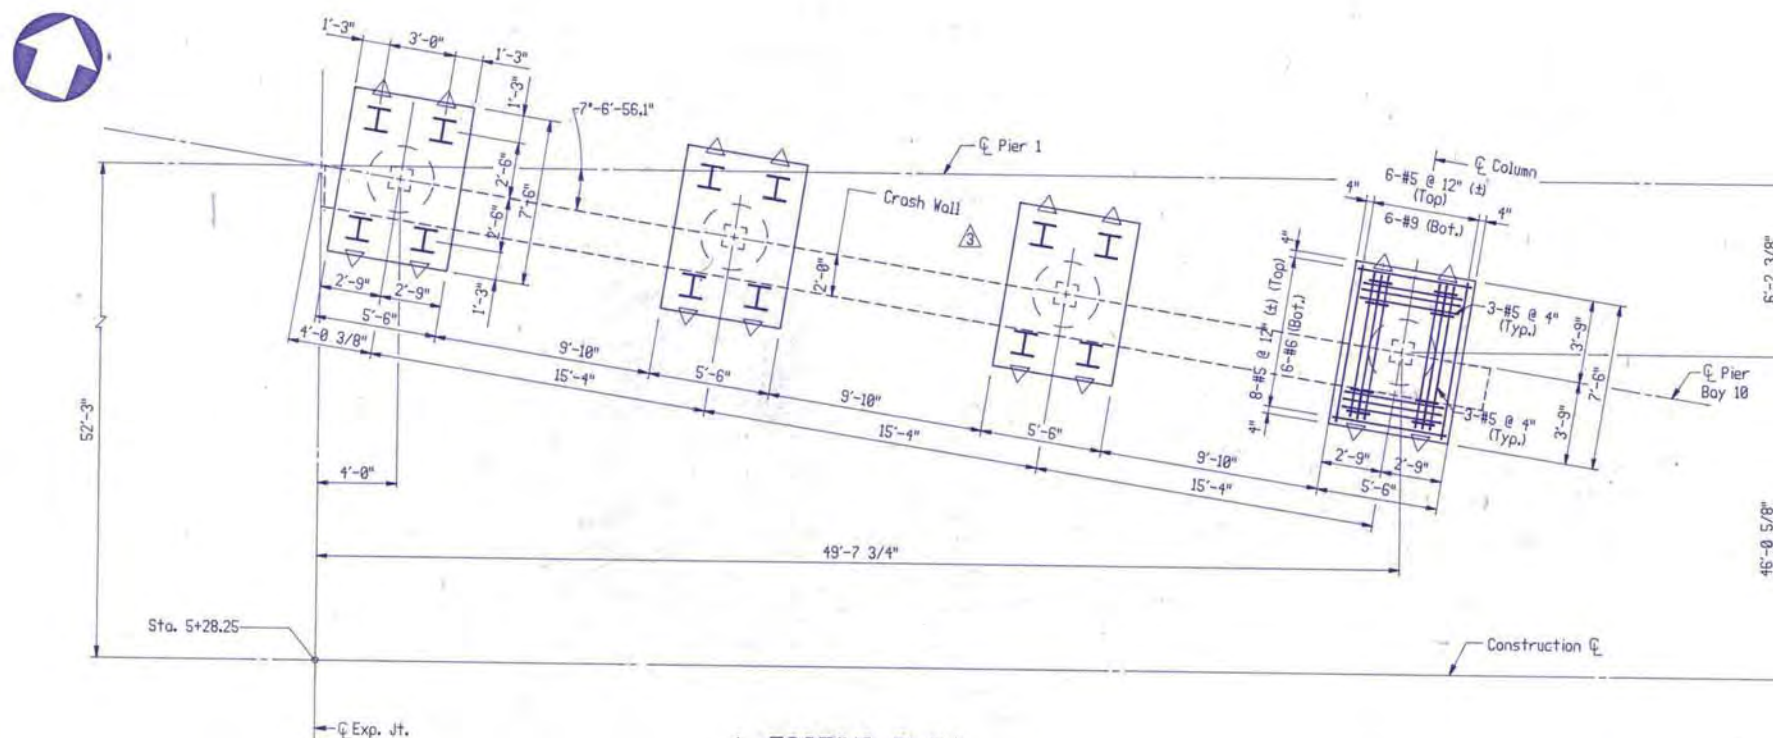 1'-3"
3'-0"
1'-3"
1'-3"
2'-6"
2'-6"
7'-6"
1'-3"
7°-6'-56.1"
℄ Pier 1
Crash Wall
3
2'-0"
℄ Column
6-#5 @ 12" (±)
(Top)
6-#9 (Bot.)
4"
4"
4"
8-#5 @ 12" (±) (Top)
6-#6 (Bot.)
4"
3-#5 @ 4"
(Typ.)
3-#5 @ 4"
(Typ.)
3'-9"
3'-9"
7'-6"
℄ Pier
Bay 10
6'-2 3/8"
46'-0 5/8"
52'-3"
2'-9"
2'-9"
5'-6"
4'-0 3/8"
9'-10"
15'-4"
5'-6"
9'-10"
15'-4"
5'-6"
9'-10"
15'-4"
2'-9"
2'-9"
5'-6"
4'-0"
49'-7 3/4"
Sta. 5+28.25
Construction ℄
℄ Exp. Jt.